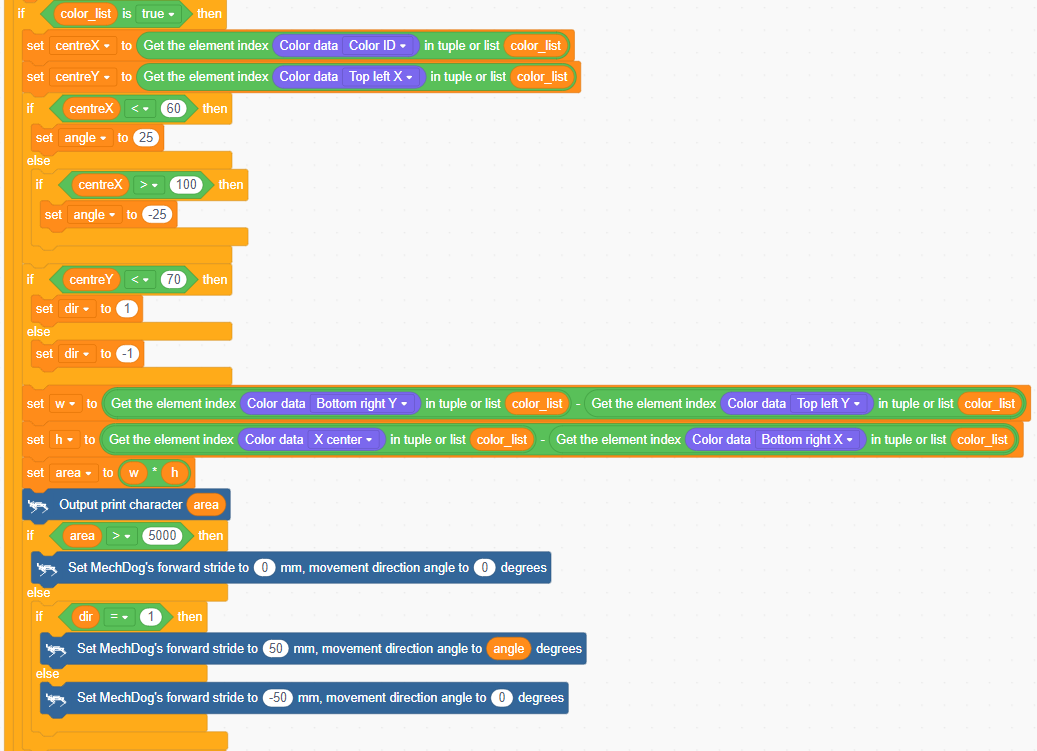 if color_list is true then
set centreX to Get the element index Color data Color ID in tuple or list color_list
set centreY to Get the element index Color data Top left X in tuple or list color_list
if centreX < 60 then
set angle to 25
else
if centreX > 100 then
set angle to -25
if centreY < 70 then
set dir to 1
else
set dir to -1
set w to Get the element index Color data Bottom right Y in tuple or list color_list - Get the element index Color data Top left Y in tuple or list color_list
set h to Get the element index Color data X center in tuple or list color_list - Get the element index Color data Bottom right X in tuple or list color_list
set area to w * h
Output print character area
if area > 5000 then
Set MechDog's forward stride to 0 mm, movement direction angle to 0 degrees
else
if dir = 1 then
Set MechDog's forward stride to 50 mm, movement direction angle to angle degrees
else
Set MechDog's forward stride to -50 mm, movement direction angle to 0 degrees